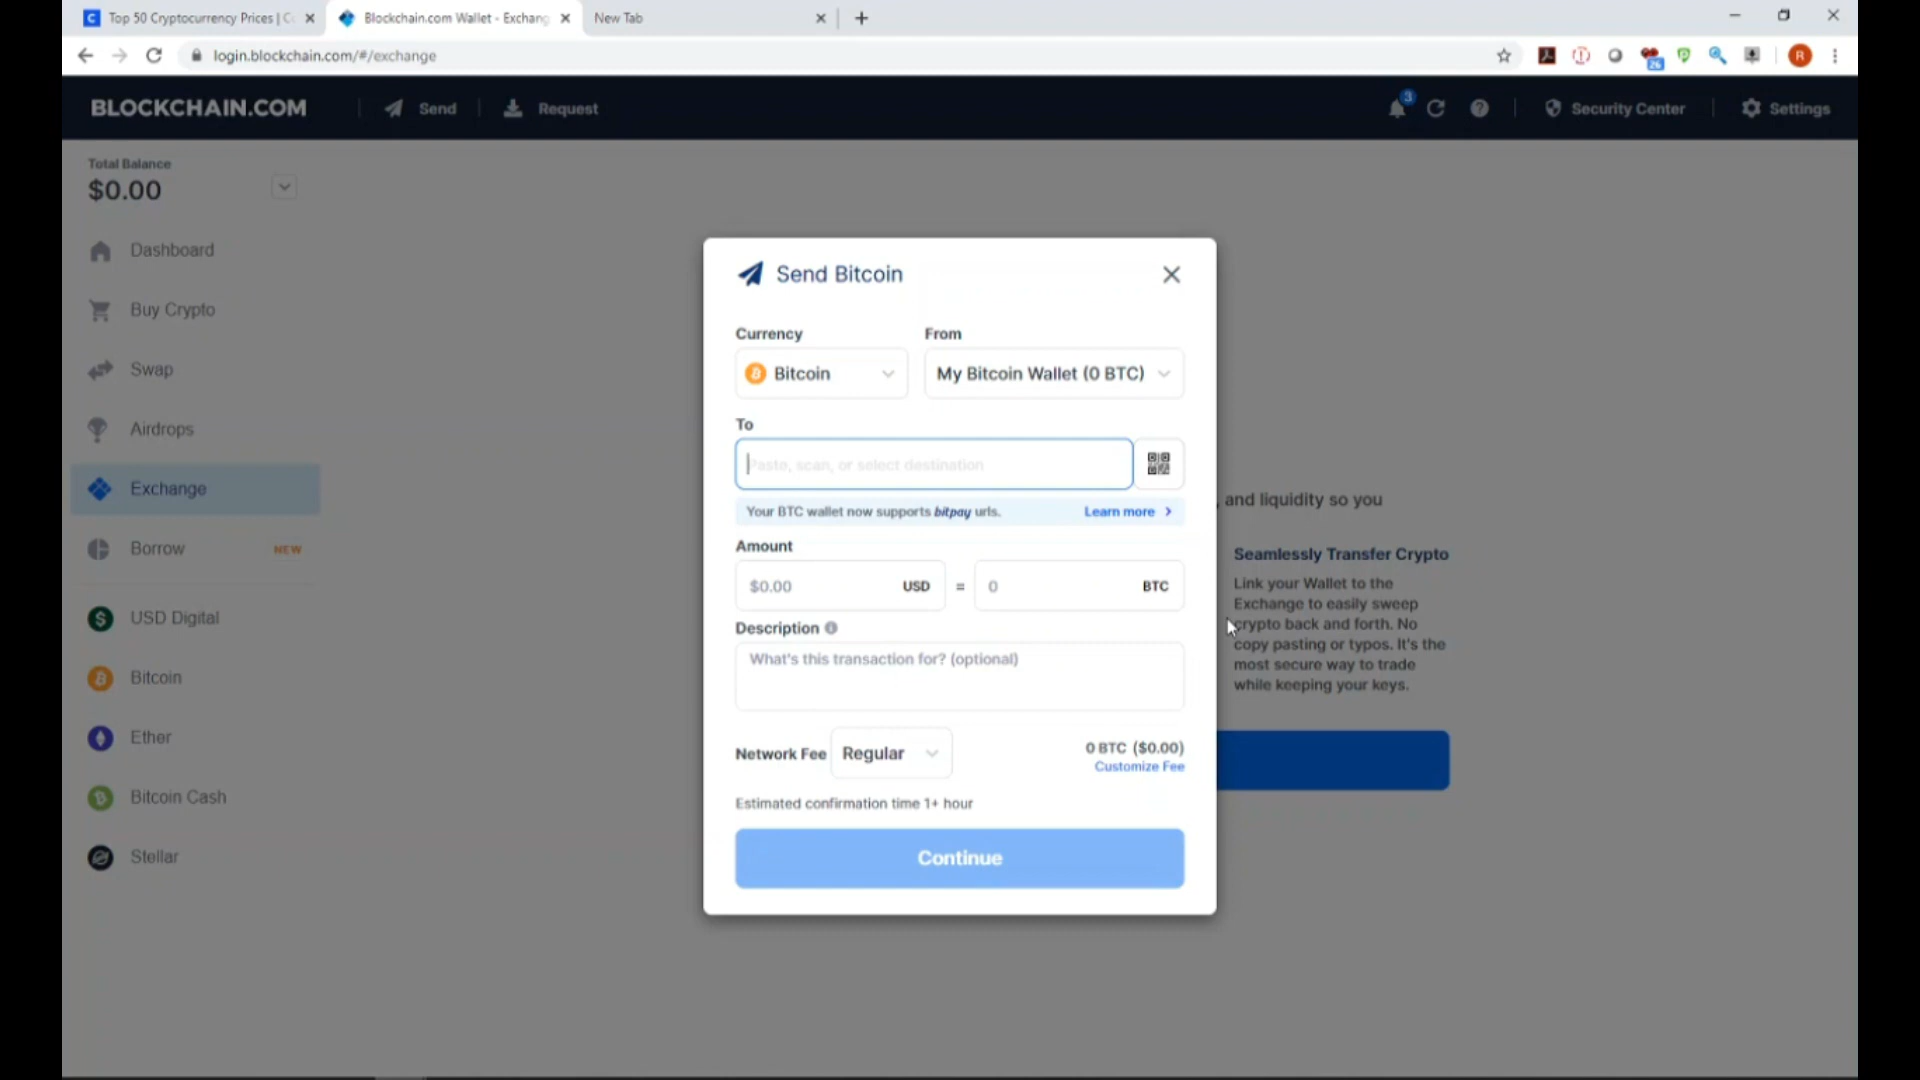 Top 50 Cryptocurrency Prices | C
Blockchain.com Wallet - Exchang
New Tab
login.blockchain.com/#/exchange
26
R
BLOCKCHAIN.COM
Send
Request
3
Security Center
Settings
Total Balance
$0.00
Dashboard
Buy Crypto
Swap
Airdrops
Exchange
Borrow
NEW
USD Digital
Bitcoin
Ether
Bitcoin Cash
Stellar
Send Bitcoin
Currency
From
Bitcoin
My Bitcoin Wallet (0 BTC)
To
Paste, scan, or select destination
Your BTC wallet now supports bitpay urls.
Learn more
Amount
$0.00
USD
=
0
BTC
Description
What's this transaction for? (optional)
Network Fee
Regular
0 BTC ($0.00)
Customize Fee
Estimated confirmation time 1+ hour
Continue
, and liquidity so you
Seamlessly Transfer Crypto
Link your Wallet to the
Exchange to easily sweep
crypto back and forth. No
copy pasting or typos. It's the
most secure way to trade
while keeping your keys.